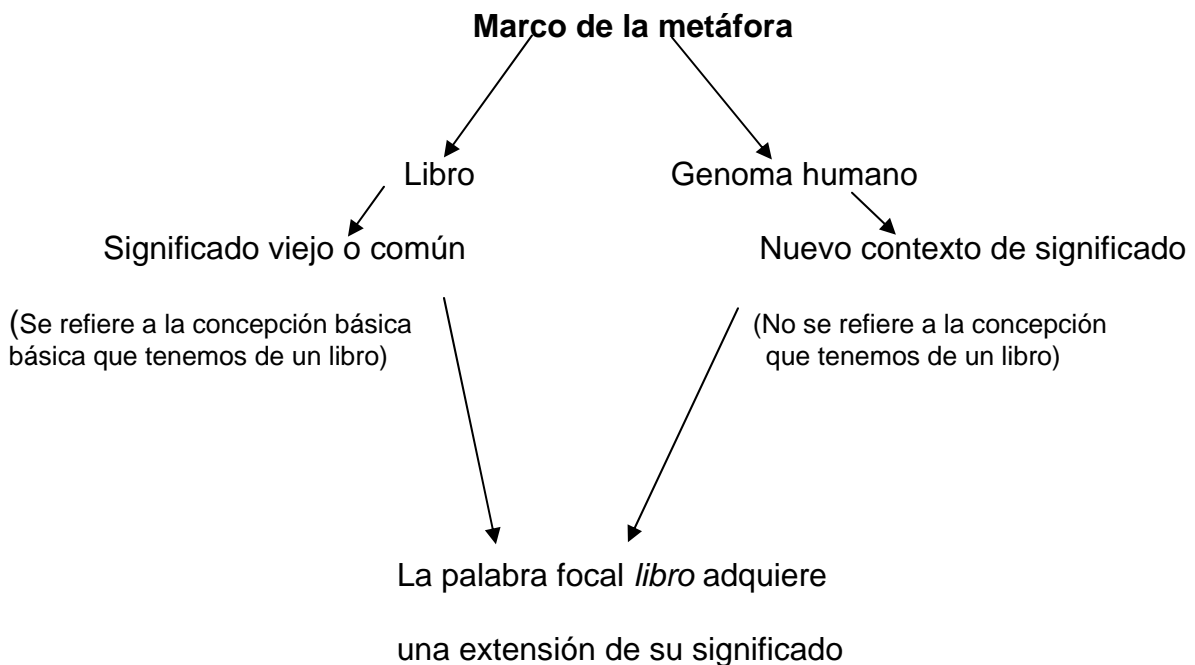 Marco de la metáfora
Libro
Genoma humano
Significado viejo o común
Nuevo contexto de significado
(Se refiere a la concepción básica
básica que tenemos de un libro)
(No se refiere a la concepción
que tenemos de un libro)
La palabra focal libro adquiere
una extensión de su significado